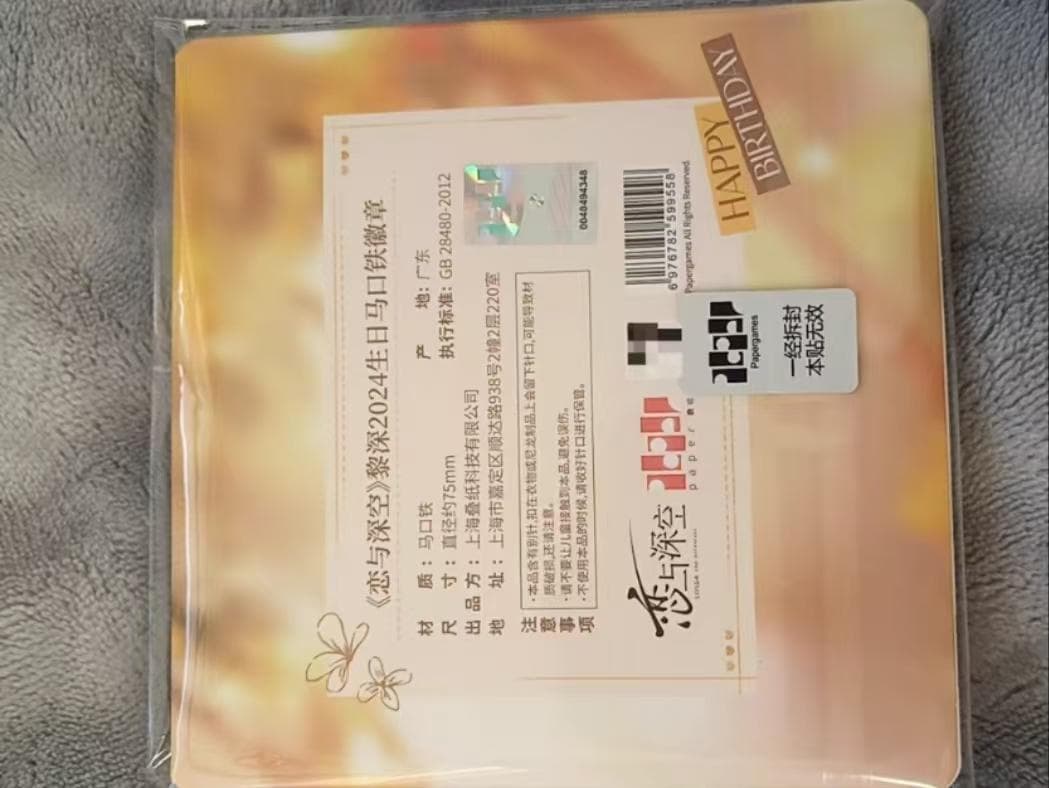 《恋与深空》黎深2024生日马口铁徽章
材 质：马口铁 产 地：广东
尺 寸：直径约75mm 执行标准：GB 28480-2012
出 品 方：上海叠纸科技有限公司
地 址：上海市嘉定区顺达路938号2幢2层220室
注意事项
·本品含有别针,扣在衣物或尼龙制品上会留下针口,可能导致材
质破损,还请注意。
·请不要让儿童接触到本品,避免误伤。
·不使用本品的时候,请收好针口进行保管。
0048494348
恋与深空
paper
6 976782 599558
Papergames All Rights Reserved
HAPPY
BIRTHDAY
Papergames
一经拆封
本贴无效